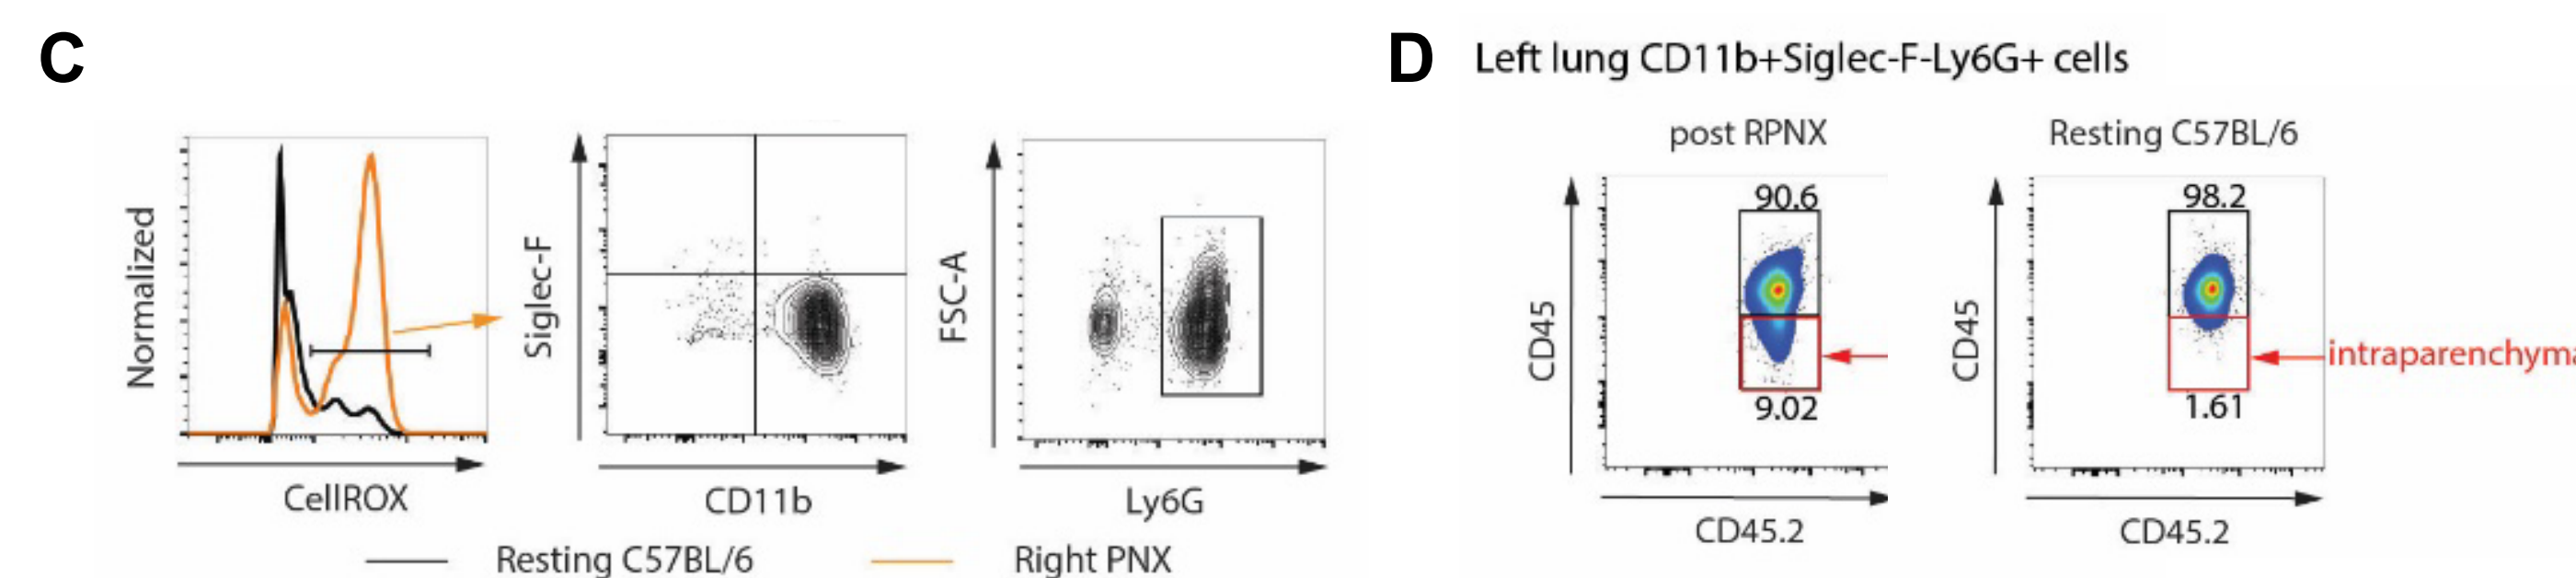 C
Normalized
CellROX
Siglec-F
CD11b
FSC-A
Ly6G
Resting C57BL/6
Right PNX
D
Left lung CD11b+Siglec-F-Ly6G+ cells
post RPNX
90.6
CD45
9.02
CD45.2
Resting C57BL/6
98.2
CD45
intraparenchyma
1.61
CD45.2